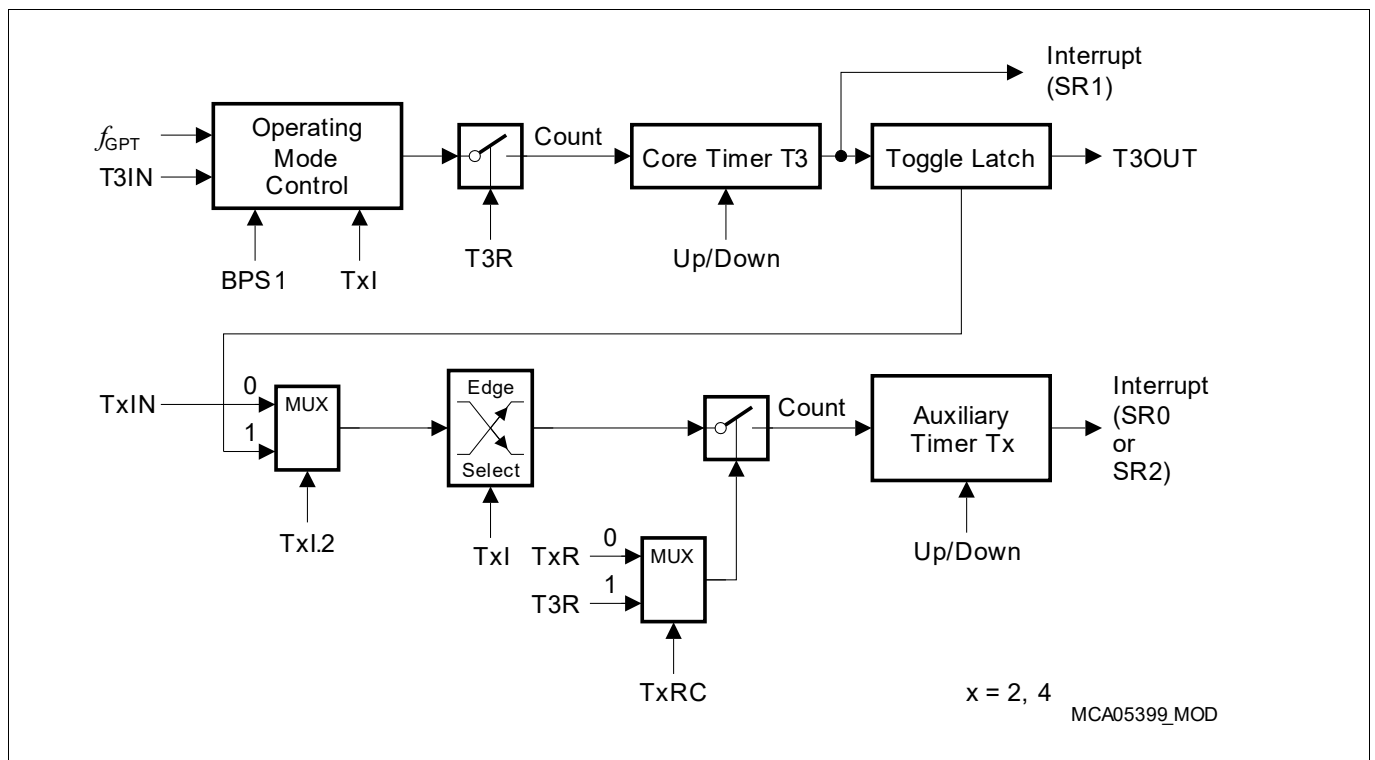 Interrupt
(SR1)
fGPT
T3IN
Operating
Mode
Control
Count
Core Timer T3
Toggle Latch
T3OUT
BPS1
TxI
T3R
Up/Down
TxIN
0
1
MUX
TxI.2
Edge
Select
TxI
Count
Auxiliary
Timer Tx
Interrupt
(SR0
or
SR2)
TxR
0
T3R
1
MUX
TxRC
Up/Down
x = 2, 4
MCA05399_MOD